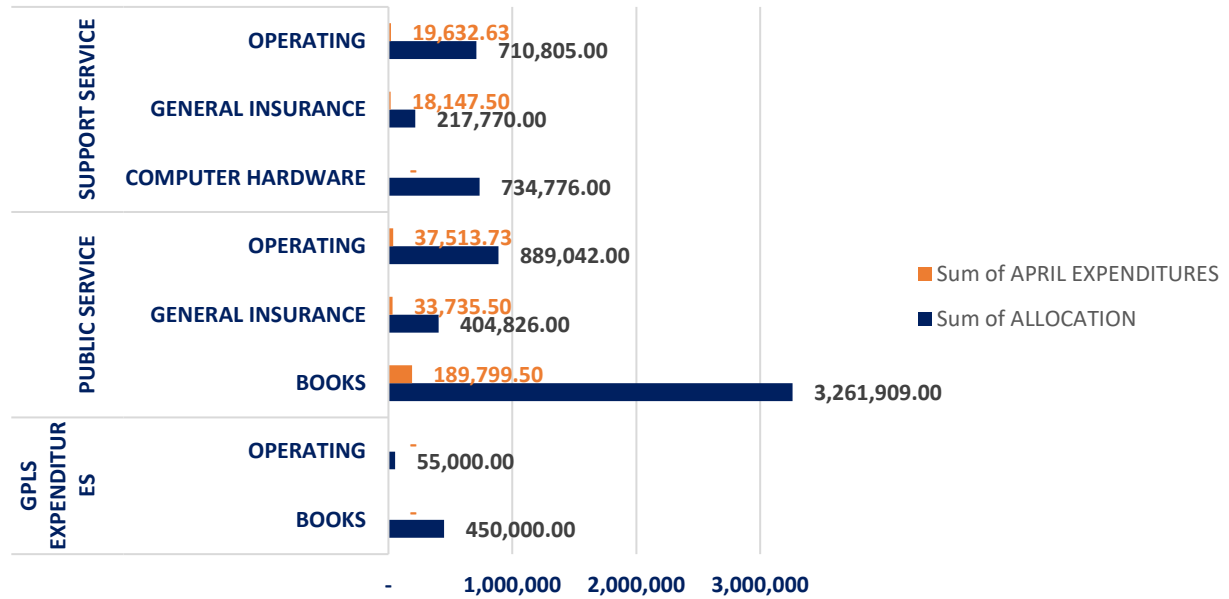 SUPPORT SERVICE
OPERATING
19,632.63
710,805.00
GENERAL INSURANCE
18,147.50
217,770.00
COMPUTER HARDWARE
-
734,776.00
PUBLIC SERVICE
OPERATING
37,513.73
889,042.00
GENERAL INSURANCE
33,735.50
404,826.00
BOOKS
189,799.50
3,261,909.00
GPLS
EXPENDITUR
ES
OPERATING
-
55,000.00
BOOKS
-
450,000.00
- 1,000,000 2,000,000 3,000,000
Sum of APRIL EXPENDITURES
Sum of ALLOCATION